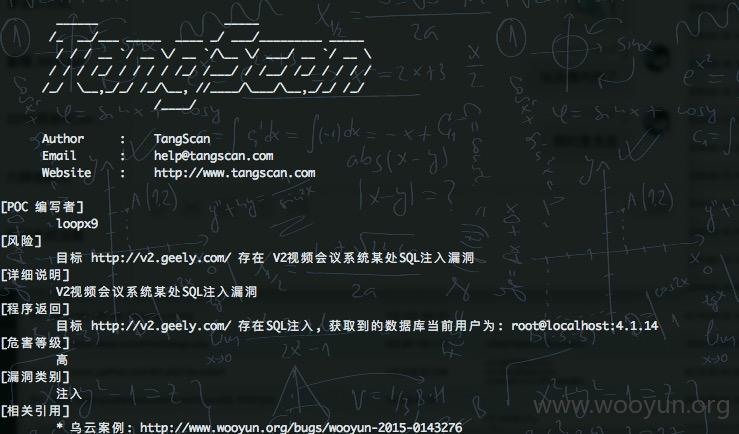 TangScan
Author : TangScan
Email : help@tangscan.com
Website : http://www.tangscan.com
[POC 编写者]
loopx9
[风险]
目标 http://v2.geely.com/ 存在 V2视频会议系统某处SQL注入漏洞
[详细说明]
V2视频会议系统某处SQL注入漏洞
[程序返回]
目标 http://v2.geely.com/ 存在SQL注入, 获取到的数据库当前用户为: root@localhost:4.1.14
[危害等级]
高
[漏洞类别]
注入
[相关引用]
* 乌云案例: http://www.wooyun.org/bugs/wooyun-2015-0143276
www.wooyun.org